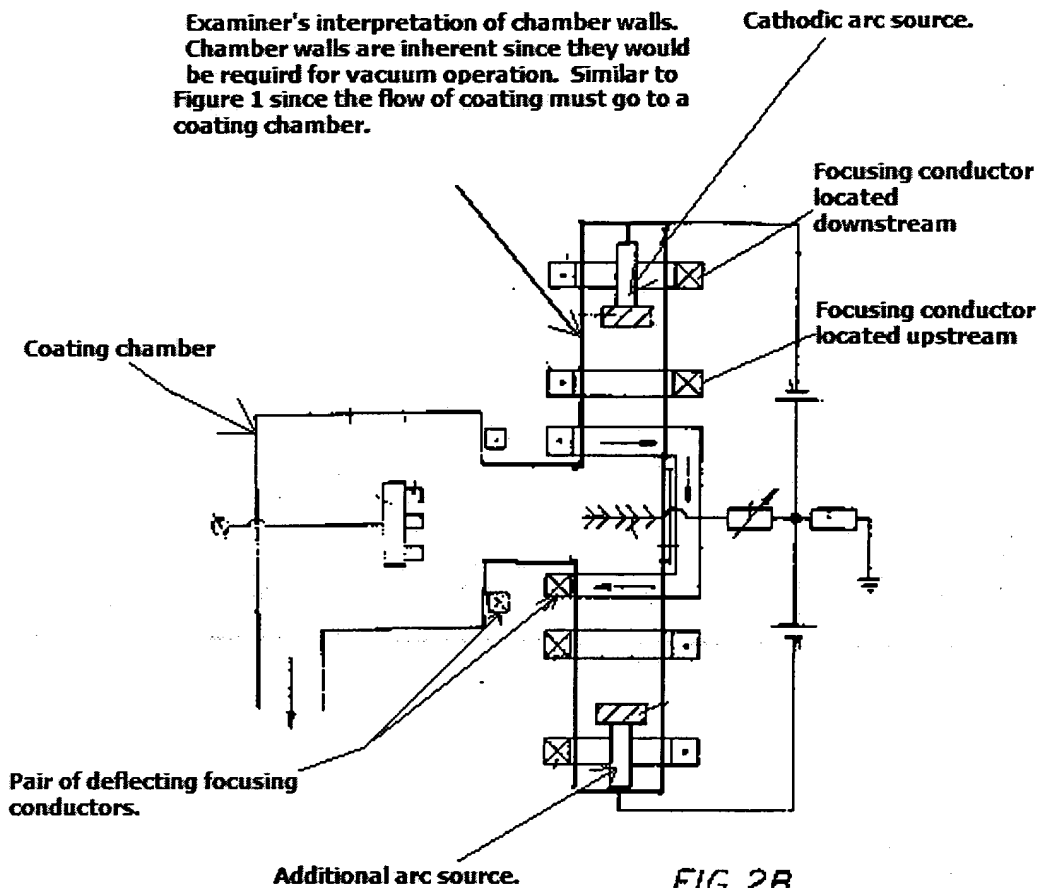 Examiner's interpretation of chamber walls.
Chamber walls are inherent since they would
be requird for vacuum operation. Similar to
Figure 1 since the flow of coating must go to a
coating chamber.
Cathodic arc source.
Focusing conductor
located
downstream
Focusing conductor
located upstream
Coating chamber
Pair of deflecting focusing
conductors.
Additional arc source.
FIG. 2B